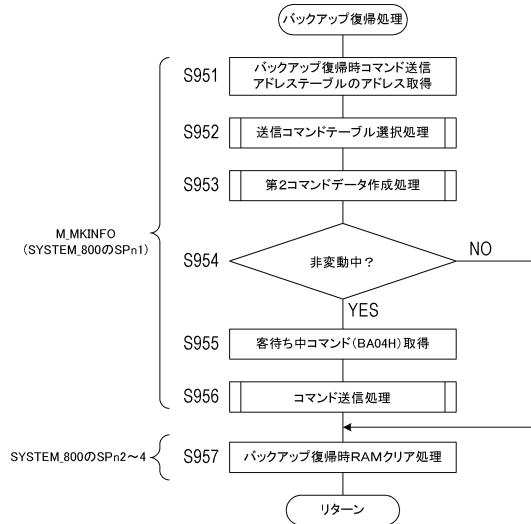 バックアップ復帰処理
S951
バックアップ復帰時コマンド送信
アドレステーブルのアドレス取得
S952
送信コマンドテーブル選択処理
S953
第2コマンドデータ作成処理
M_MKINFO
(SYSTEM_800のSPn1)
S954
非変動中？
NO
YES
S955
客待ち中コマンド(BA04H)取得
S956
コマンド送信処理
SYSTEM_800のSPn2～4
S957
バックアップ復帰時RAMクリア処理
リターン